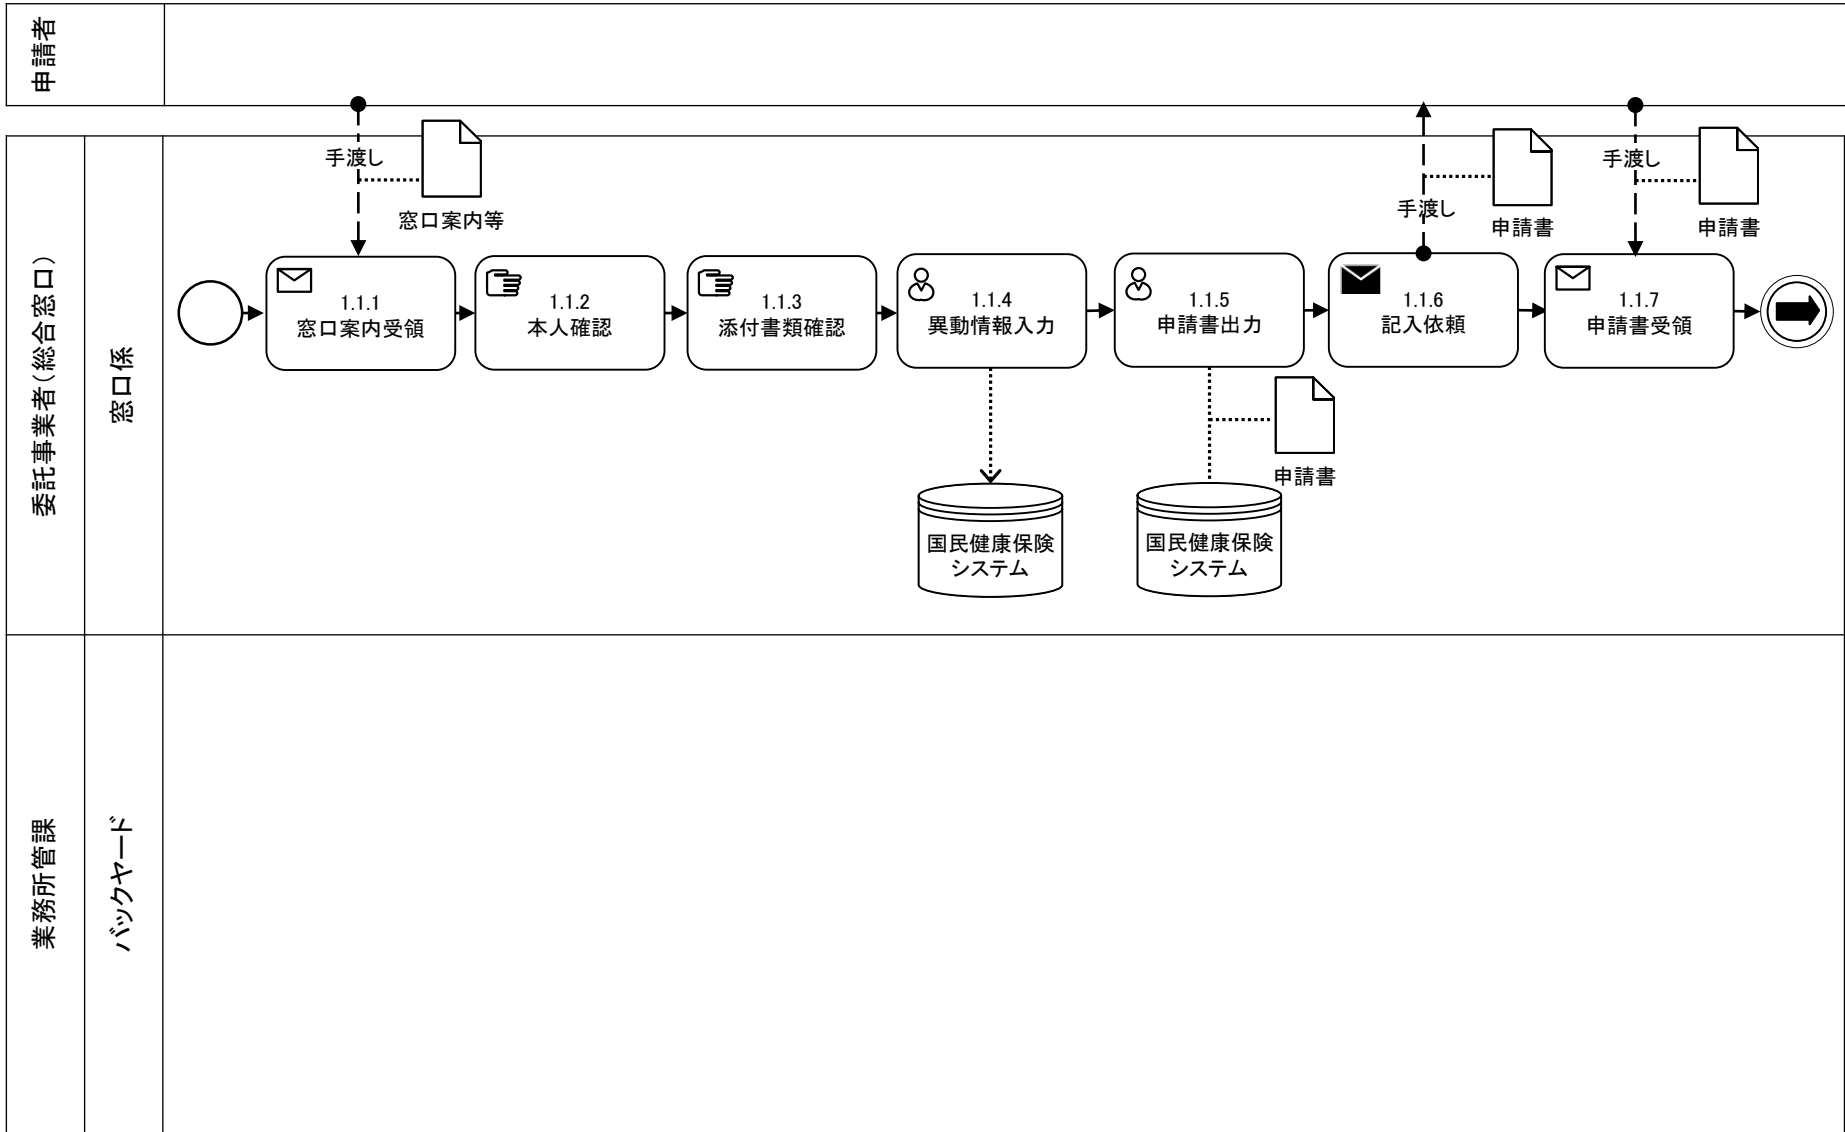 申請者
手渡し
窓口案内等
手渡し
申請書
手渡し
申請書
委託事業者(総合窓口)
窓口係
1.1.1
窓口案内受領
1.1.2
本人確認
1.1.3
添付書類確認
1.1.4
異動情報入力
1.1.5
申請書出力
1.1.6
記入依頼
1.1.7
申請書受領
申請書
国民健康保険
システム
国民健康保険
システム
業務所管課
バックヤード